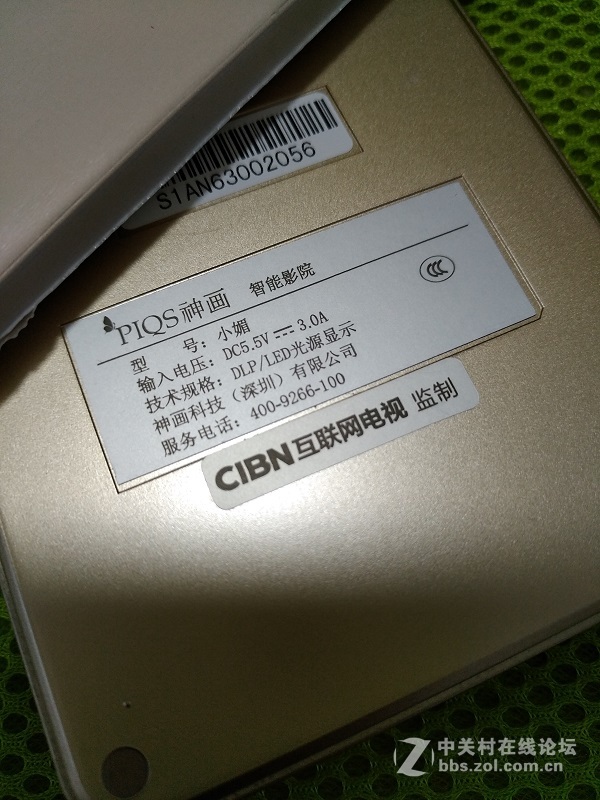 S1AN63002056
PIQS神画 智能影院
CCC
型 号: 小媚
输入电压: DC5.5V 3.0A
技术规格: DLP/LED光源显示
神画科技(深圳)有限公司
服务电话: 400-9266-100
CIBN互联网电视 监制
中关村在线论坛
bbs.zol.com.cn